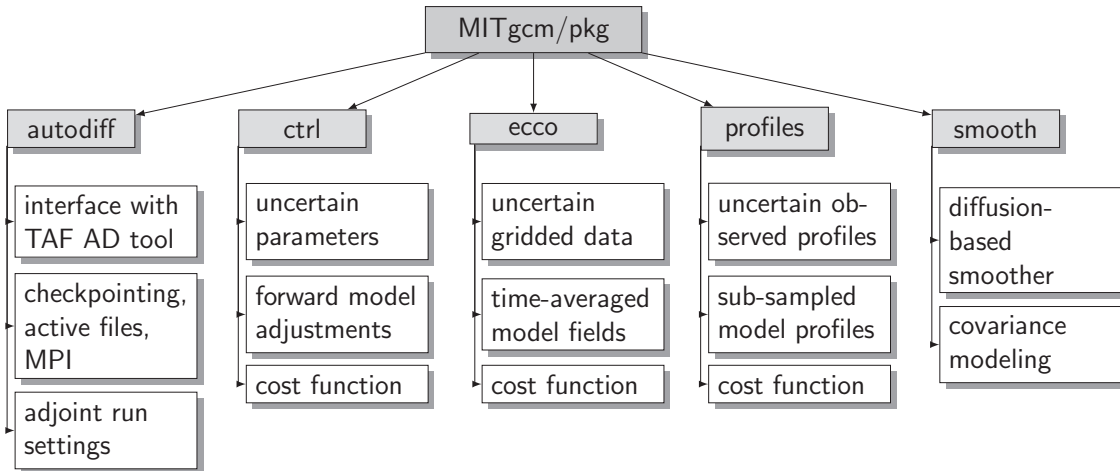 MITgcm/pkg
autodiff
interface with
TAF AD tool
checkpointing,
active files,
MPI
adjoint run
settings
ctrl
uncertain
parameters
forward model
adjustments
cost function
ecco
uncertain
gridded data
time-averaged
model fields
cost function
profiles
uncertain ob-
served profiles
sub-sampled
model profiles
cost function
smooth
diffusion-
based
smoother
covariance
modeling